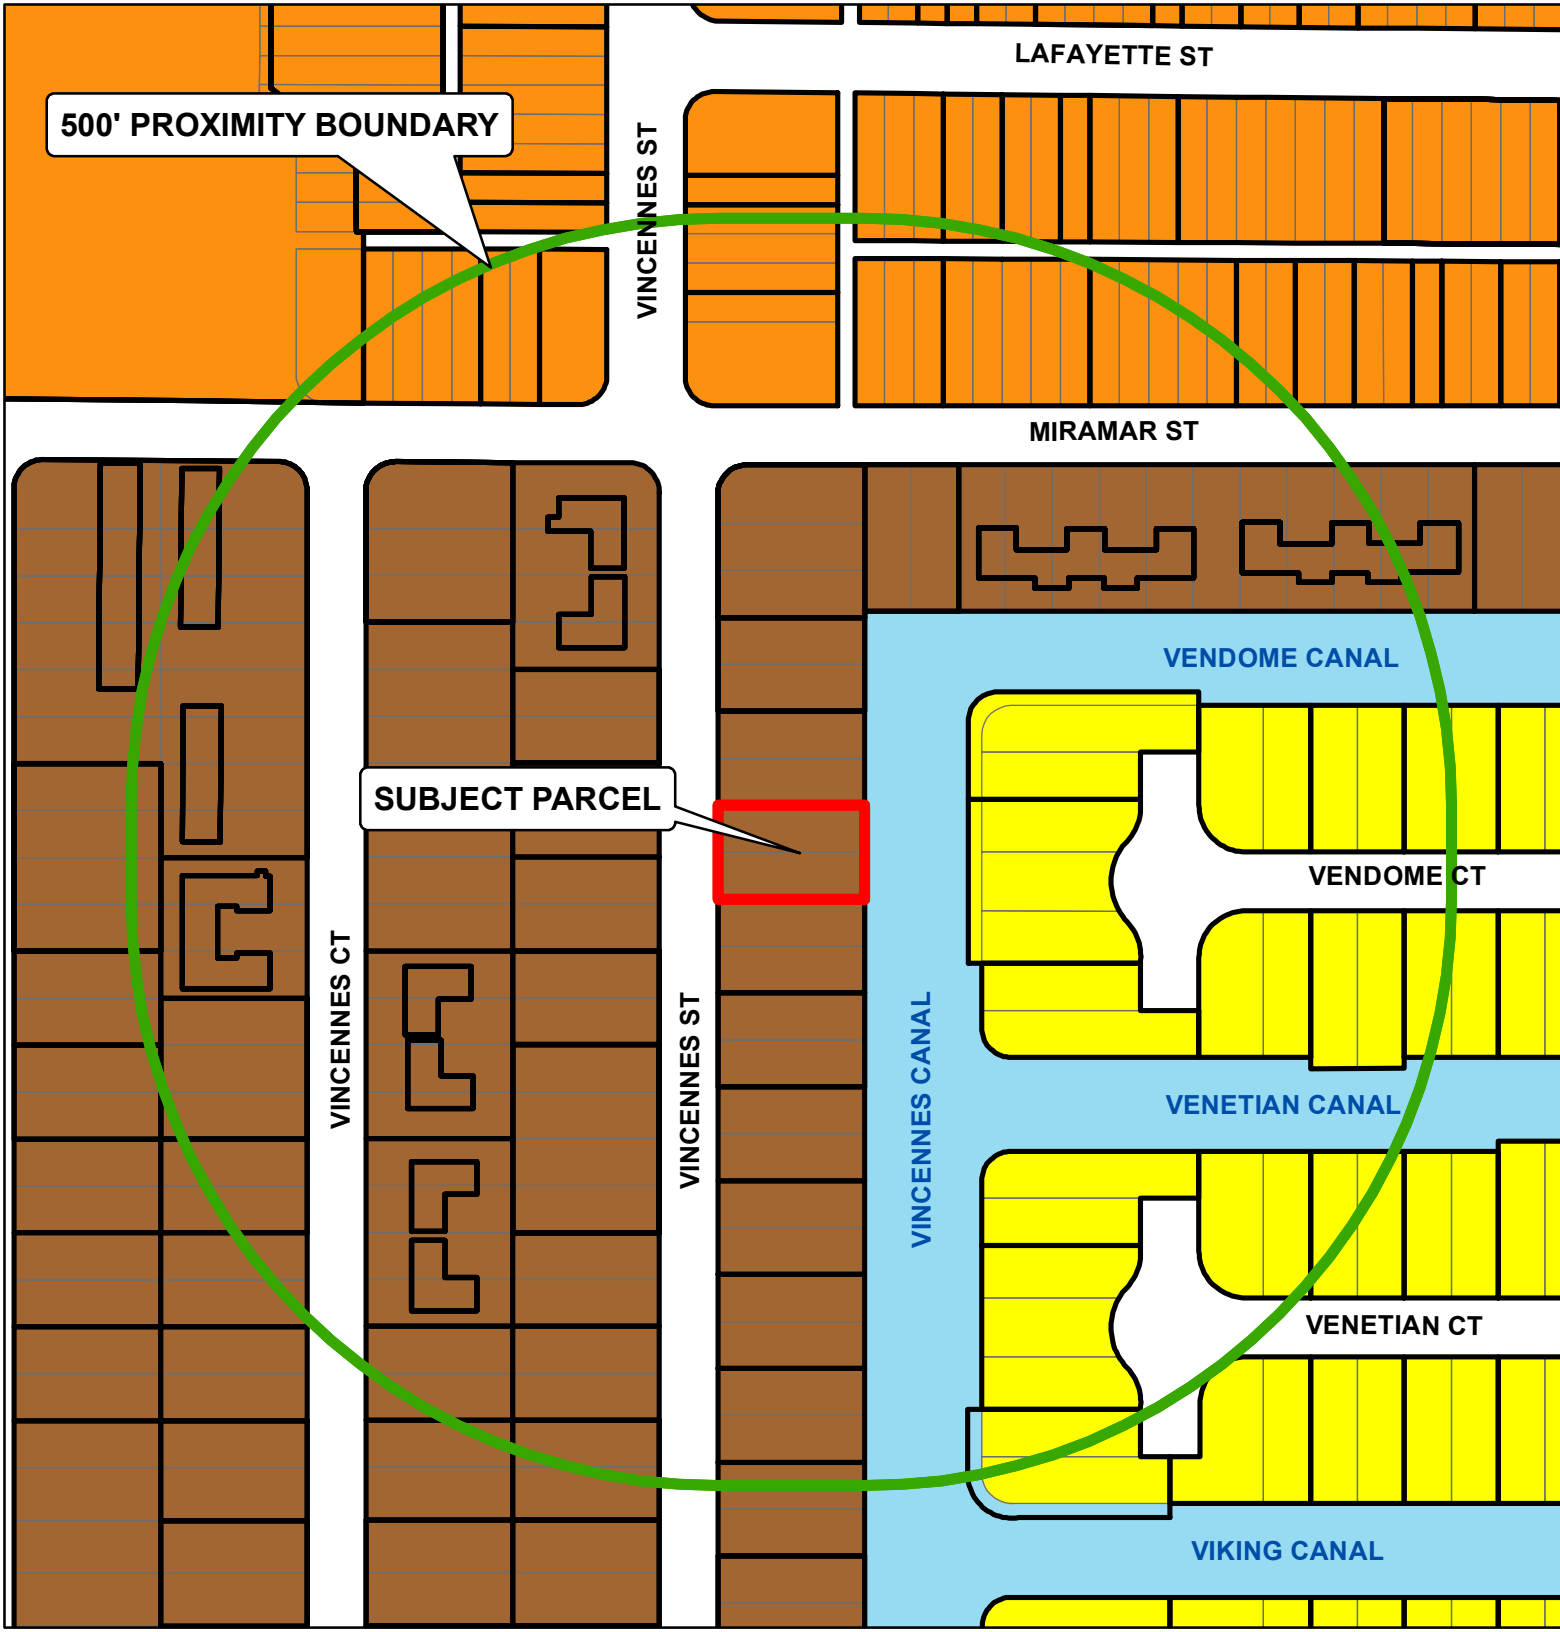 LAFAYETTE ST
500' PROXIMITY BOUNDARY
VINCENNES ST
MIRAMAR ST
VENDOME CANAL
SUBJECT PARCEL
VENDOME CT
VINCENNES CT
VINCENNES ST
VINCENNES CANAL
VENETIAN CANAL
VENETIAN CT
VIKING CANAL